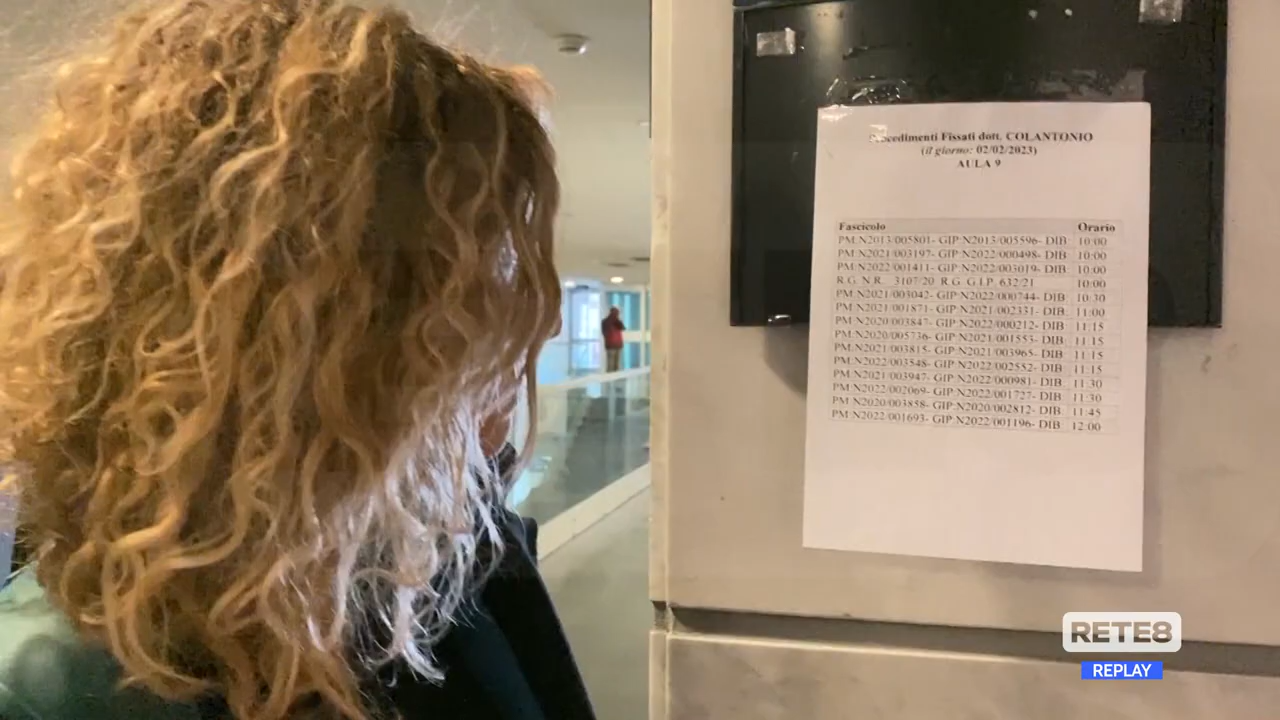 Procedimenti Fissati dott. COLANTONIO
(il giorno: 02/02/2023)
AULA 9
Fascicolo Orario
PM:N2013/005801- GIP:N2013/005596- DIB 10:00
PM:N2021/003197- GIP:N2022/000498- DIB 10:00
PM:N2022/001411- GIP:N2022/003019- DIB 10:00
R.G. N.R. 3107/20 R.G. G.I.P. 632/21 10:00
PM:N2021/003042- GIP:N2022/000744- DIB 10:30
PM:N2021/001871- GIP:N2021/002331- DIB 11:00
PM:N2020/003847- GIP:N2022/000212- DIB 11:15
PM:N2020/005736- GIP:N2021/001553- DIB 11:15
PM:N2021/003815- GIP:N2021/003965- DIB 11:15
PM:N2022/003548- GIP:N2022/002552- DIB 11:15
PM:N2021/003947- GIP:N2022/000981- DIB 11:30
PM:N2022/002069- GIP:N2022/001727- DIB 11:30
PM:N2020/003858- GIP:N2020/002812- DIB 11:45
PM:N2022/001693- GIP:N2022/001196- DIB 12:00
RETE8
REPLAY